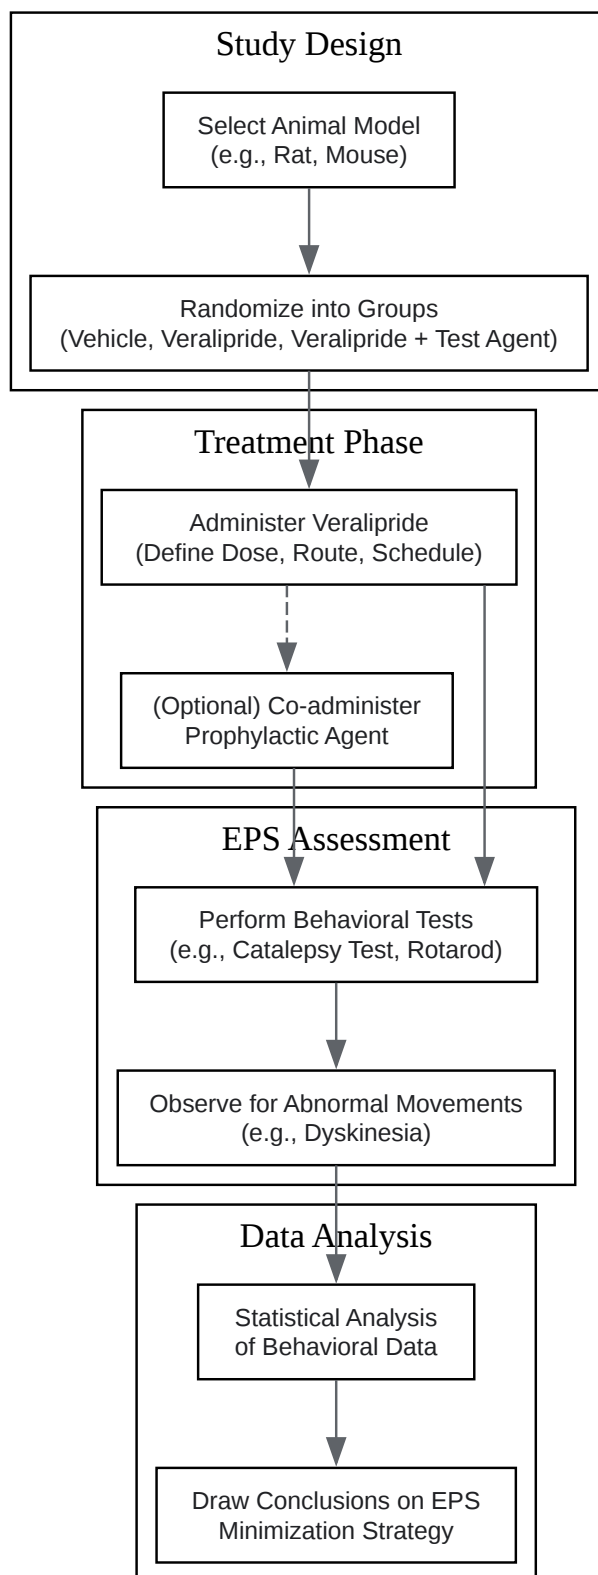 Study Design
Select Animal Model
(e.g., Rat, Mouse)
Randomize into Groups
(Vehicle, Veralipride, Veralipride + Test Agent)
Treatment Phase
Administer Veralipride
(Define Dose, Route, Schedule)
(Optional) Co-administer
Prophylactic Agent
EPS Assessment
Perform Behavioral Tests
(e.g., Catalepsy Test, Rotarod)
Observe for Abnormal Movements
(e.g., Dyskinesia)
Data Analysis
Statistical Analysis
of Behavioral Data
Draw Conclusions on EPS
Minimization Strategy